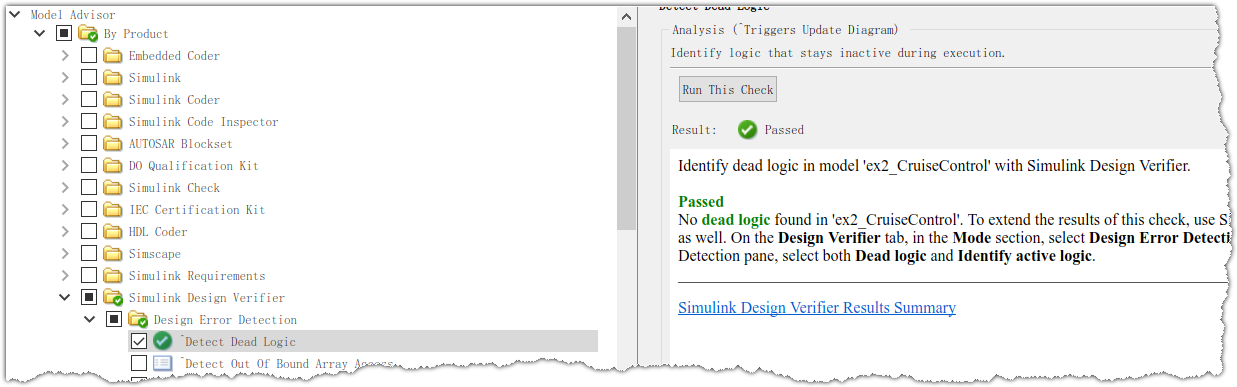 Model Advisor
By Product
Embedded Coder
Simulink
Simulink Coder
Simulink Code Inspector
AUTOSAR Blockset
DO Qualification Kit
Simulink Check
IEC Certification Kit
HDL Coder
Simscape
Simulink Requirements
Simulink Design Verifier
Design Error Detection
^Detect Dead Logic
^Detect Out Of Bound Array Access
Detect Dead Logic
Analysis (^Triggers Update Diagram)
Identify logic that stays inactive during execution.
Run This Check
Result: Passed
Identify dead logic in model 'ex2_CruiseControl' with Simulink Design Verifier.
Passed
No dead logic found in 'ex2_CruiseControl'. To extend the results of this check, use S
as well. On the Design Verifier tab, in the Mode section, select Design Error Detecti
Detection pane, select both Dead logic and Identify active logic.
Simulink Design Verifier Results Summary